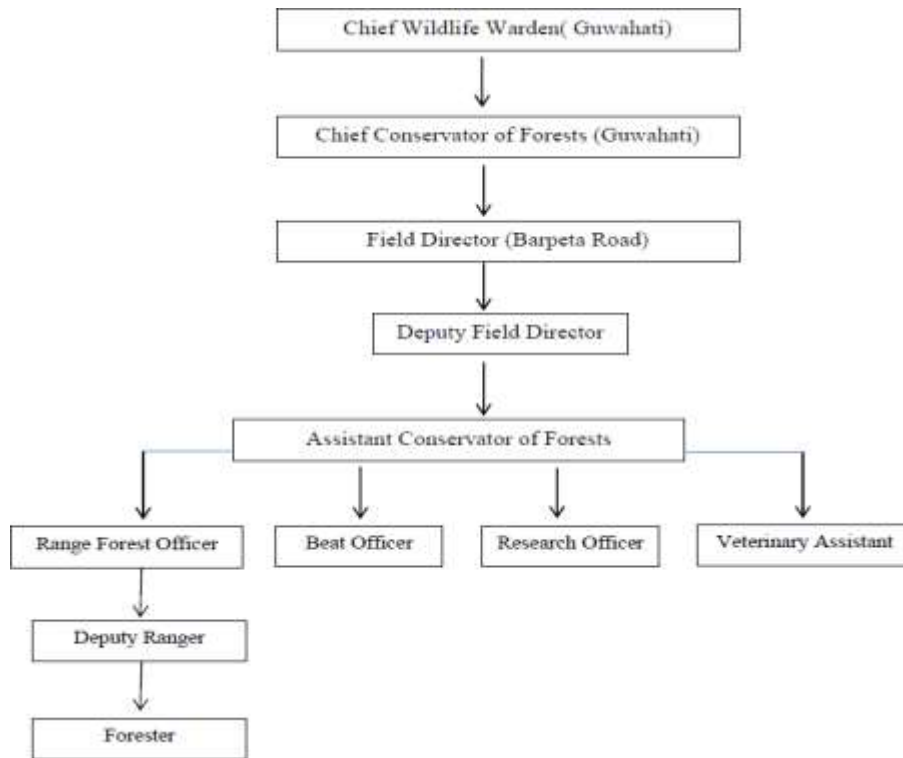 Chief Wildlife Warden( Guwahati)
Chief Conservator of Forests (Guwahati)
Field Director (Barpeta Road)
Deputy Field Director
Assistant Conservator of Forests
Range Forest Officer
Beat Officer
Research Officer
Veterinary Assistant
Deputy Ranger
Forester